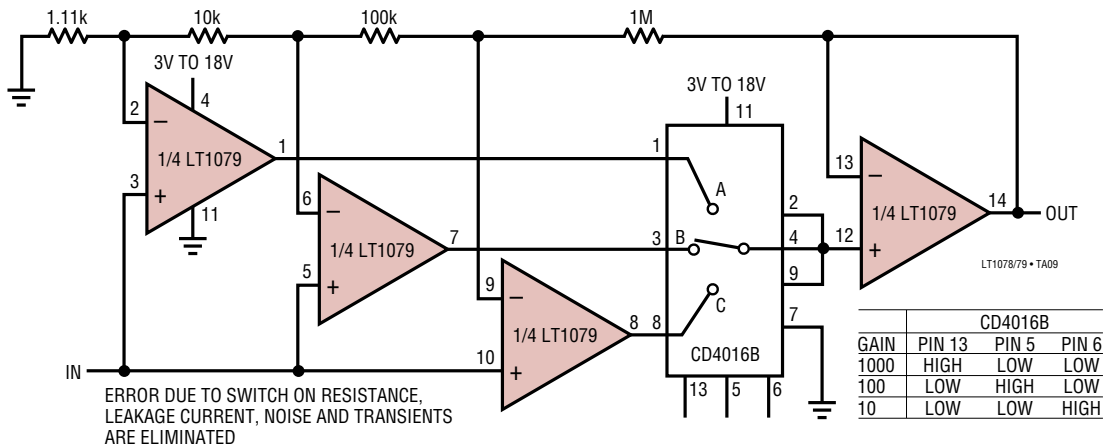 1.11k
10k
100k
1M
3V TO 18V
4
2
1/4 LT1079
1
3
11
3V TO 18V
11
1
A
6
1/4 LT1079
7
5
3
B
2
4
9
C
7
9
1/4 LT1079
8
8
10
CD4016B
13
5
6
13
1/4 LT1079
14
12
OUT
LT1078/79 • TA09
IN
ERROR DUE TO SWITCH ON RESISTANCE,
LEAKAGE CURRENT, NOISE AND TRANSIENTS
ARE ELIMINATED
CD4016B
GAIN PIN 13 PIN 5 PIN 6
1000 HIGH LOW LOW
100 LOW HIGH LOW
10 LOW LOW HIGH